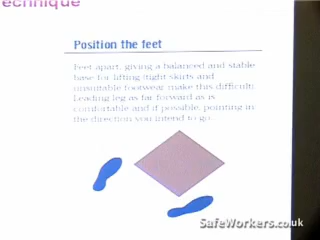 echnique
Position the feet
Feet apart, giving a balanced and stable
base for lifting (tight skirts and
unsuitable footwear make this difficult).
Leading leg as far forward as is
comfortable and if possible, pointing in
the direction you intend to go.
SafeWorkers.co.uk